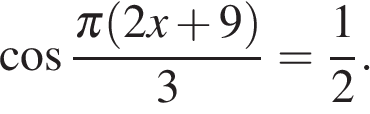 cos π(2x + 9)/3 = 1/2.